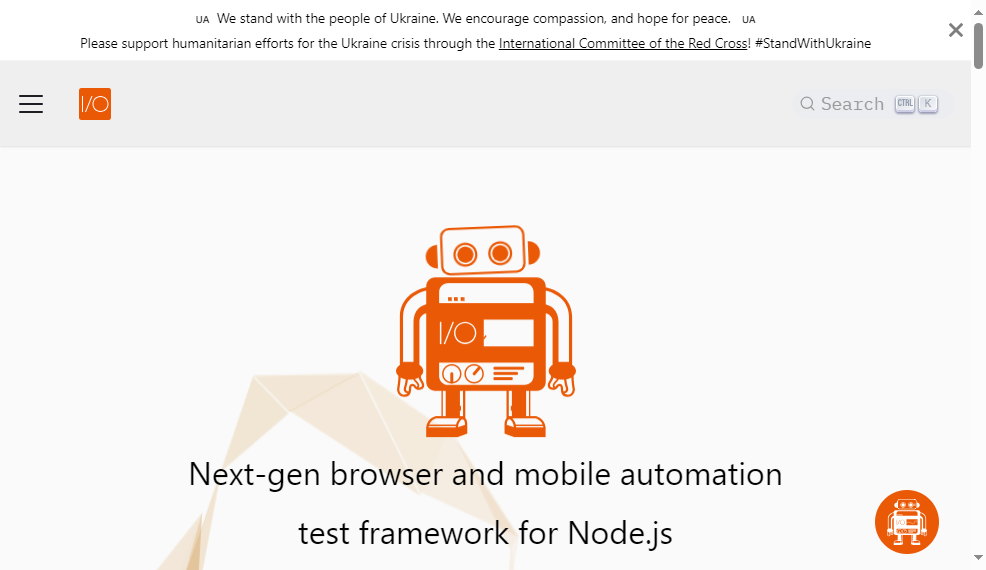 UA We stand with the people of Ukraine. We encourage compassion, and hope for peace. UA
Please support humanitarian efforts for the Ukraine crisis through the International Committee of the Red Cross! #StandWithUkraine
I/O
Search CTRL K
I/O
Next-gen browser and mobile automation
test framework for Node.js